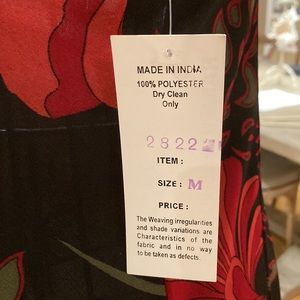 MADE IN INDIA
100% POLYESTER
Dry Clean
Only
2822
ITEM :
SIZE : M
PRICE :
The Weaving irregularities
and shade variations are
Characteristics of the
fabric and in no way
to be taken as defects.